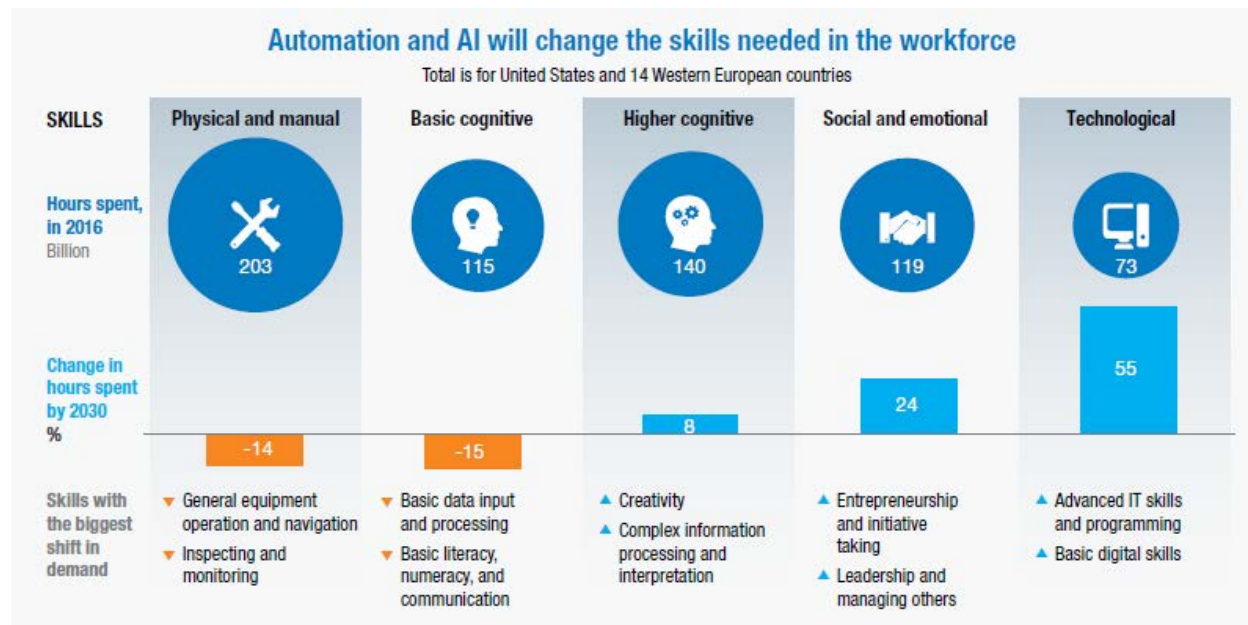 Automation and AI will change the skills needed in the workforce
Total is for United States and 14 Western European countries
SKILLS
Physical and manual
Basic cognitive
Higher cognitive
Social and emotional
Technological
Hours spent,
in 2016
Billion
203
115
140
119
73
Change in
hours spent
by 2030
%
-14
-15
8
24
55
Skills with
the biggest
shift in
demand
General equipment
operation and navigation
Inspecting and
monitoring
Basic data input
and processing
Basic literacy,
numeracy, and
communication
Creativity
Complex information
processing and
interpretation
Entrepreneurship
and initiative
taking
Leadership and
managing others
Advanced IT skills
and programming
Basic digital skills